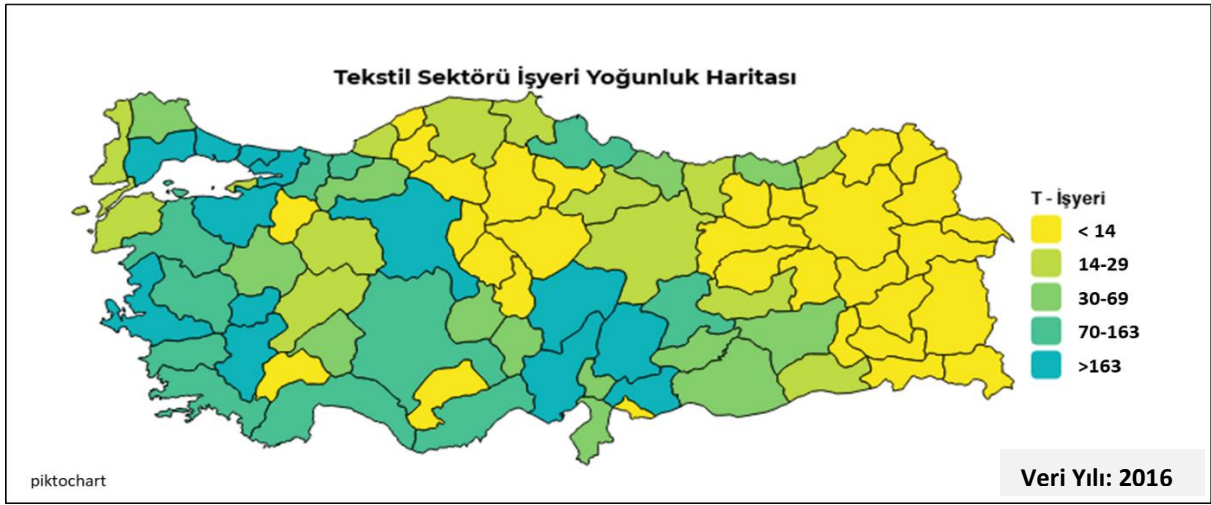 Tekstil Sektörü İşyeri Yoğunluk Haritası
T - İşyeri
< 14
14-29
30-69
70-163
>163
piktochart
Veri Yılı: 2016